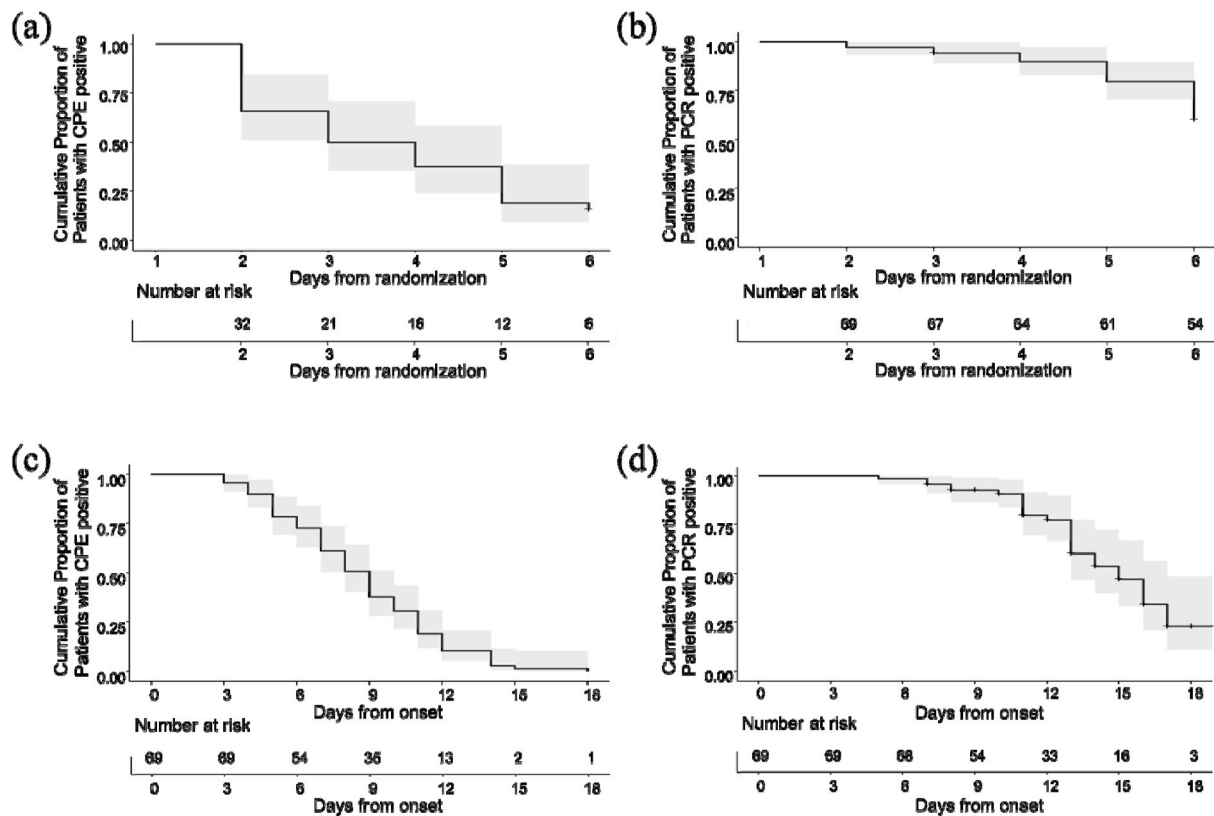 (a)
Cumulative Proportion of
Patients with CPE positive
1.00
0.75
0.50
0.25
0.00
1 2 3 4 5 6
Days from randomization
Number at risk
32 21 16 12 6
2 3 4 5 6
Days from randomization
(b)
Cumulative Proportion of
Patients with PCR positive
1.00
0.75
0.50
0.25
0.00
1 2 3 4 5 6
Days from randomization
Number at risk
69 67 64 61 54
2 3 4 5 6
Days from randomization
(c)
Cumulative Proportion of
Patients with CPE positive
1.00
0.75
0.50
0.25
0.00
0 3 6 9 12 15 18
Days from onset
Number at risk
69 69 54 35 13 2 1
0 3 6 9 12 15 18
Days from onset
(d)
Cumulative Proportion of
Patients with PCR positive
1.00
0.75
0.50
0.25
0.00
0 3 6 9 12 15 18
Days from onset
Number at risk
69 69 68 54 33 16 3
0 3 6 9 12 15 18
Days from onset